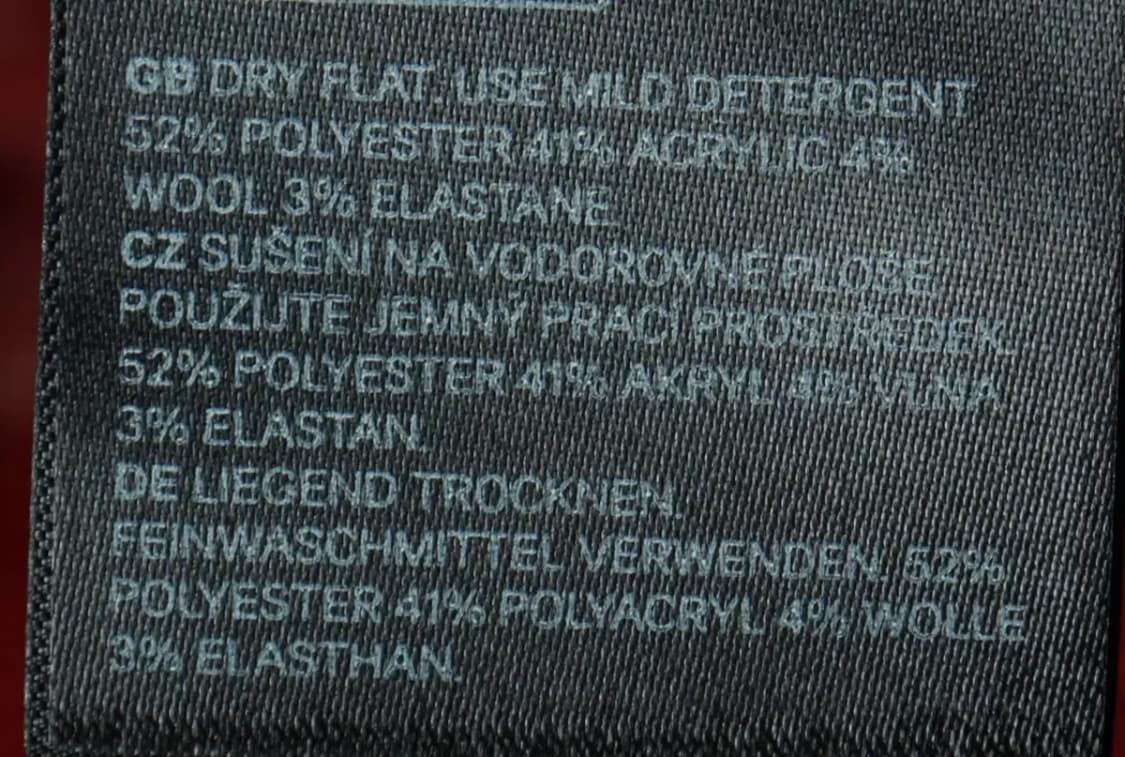 GB DRY FLAT. USE MILD DETERGENT
52% POLYESTER 41% ACRYLIC 4%
WOOL 3% ELASTANE.
CZ SUŠENÍ NA VODOROVNÉ PLOŠE
POUŽIJTE JEMNÝ PRACÍ PROSTŘEDEK.
52% POLYESTER 41% AKRYL 4% VLNA
3% ELASTAN.
DE LIEGEND TROCKNEN.
FEINWASCHMITTEL VERWENDEN. 52%
POLYESTER 41% POLYACRYL 4% WOLLE
3% ELASTHAN.